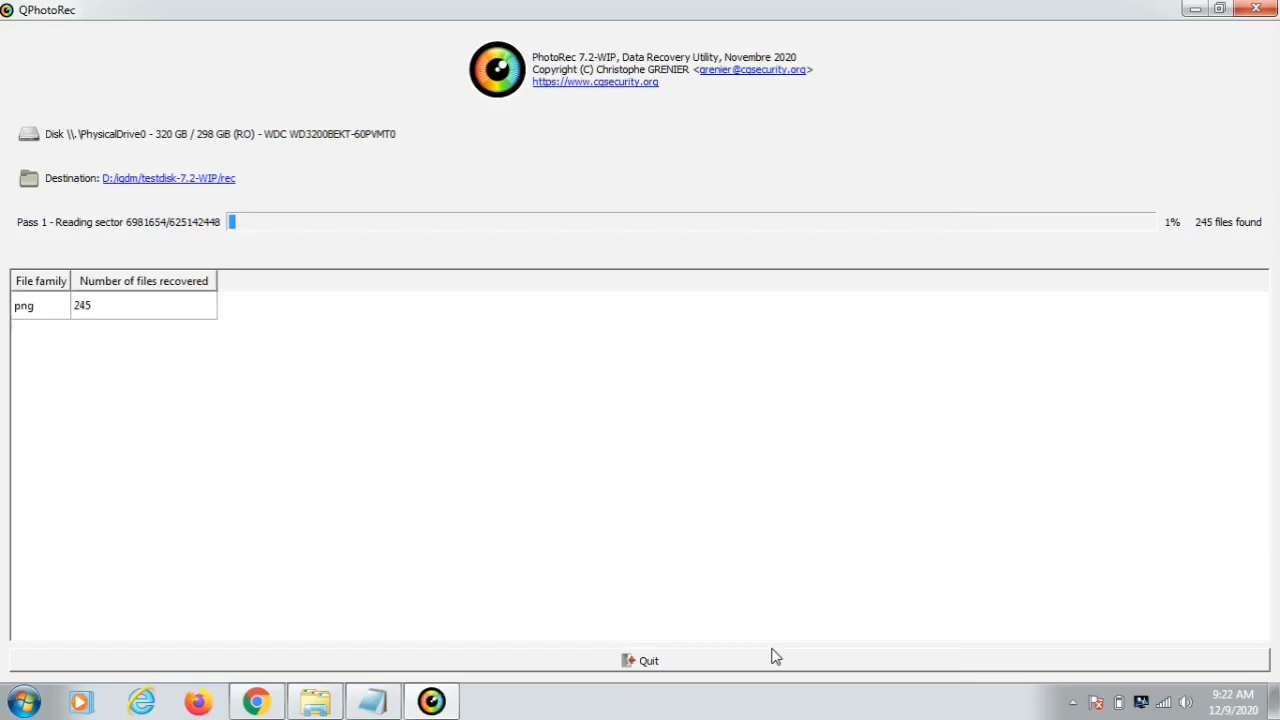 QPhotoRec
PhotoRec 7.2-WIP, Data Recovery Utility, Novembre 2020
Copyright (C) Christophe GRENIER <grenier@cgsecurity.org>
https://www.cgsecurity.org
Disk \\.\PhysicalDrive0 - 320 GB / 298 GiB (RO) - WDC WD3200BEKT-60PVMT0
Destination: D:/iqdm/testdisk-7.2-WIP/rec
Pass 1 - Reading sector 6981654/625142448 1% 245 files found
File family Number of files recovered
png 245
Quit
9:22 AM
12/9/2020